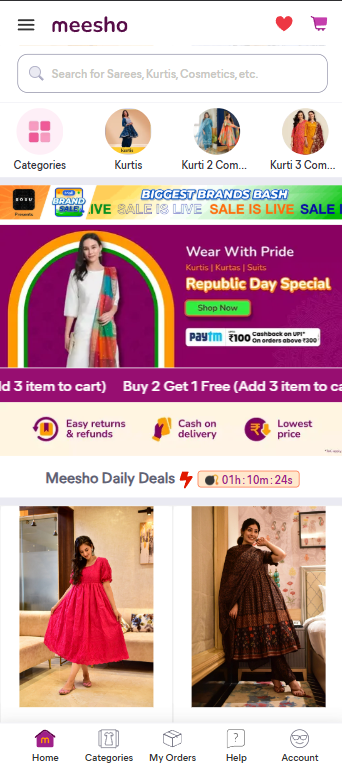 meesho
Search for Sarees, Kurtis, Cosmetics, etc.
Categories
Kurtis
Kurti 2 Com...
Kurti 3 Com...
Presents
BRAND
SALE
BIGGEST BRANDS BASH
IVE SALE IS LIVE SALE IS LIVE SALE
Wear With Pride
Kurtis | Kurtas | Suits
Republic Day Special
Shop Now
paytm ₹100 Cashback on UPI*
On orders above ₹300
dd 3 item to cart) Buy 2 Get 1 Free (Add 3 item to ca
Easy returns
& refunds
Cash on
delivery
Lowest
price
Meesho Daily Deals 01h : 10m : 24s
Home
Categories
My Orders
Help
Account